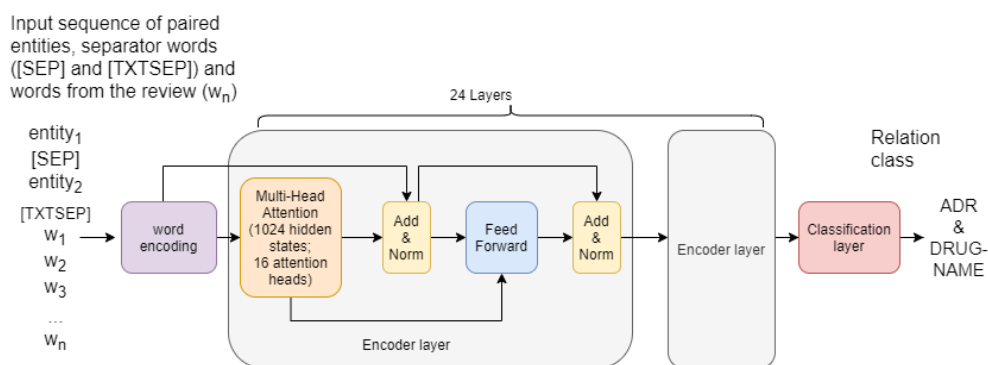 Input sequence of paired
entities, separator words
([SEP] and [TXTSEP]) and
words from the review (wn)
24 Layers
entity1
[SEP]
entity2
[TXTSEP]
w1
w2
w3
...
wn
word
encoding
Multi-Head
Attention
(1024 hidden
states;
16 attention
heads)
Add
&
Norm
Feed
Forward
Add
&
Norm
Encoder layer
Encoder layer
Classification
layer
Relation
class
ADR
&
DRUG-
NAME